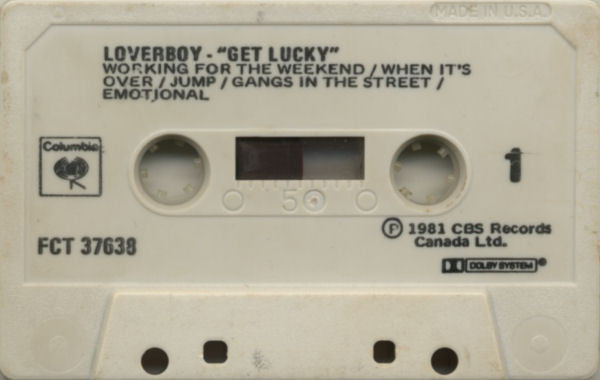 MADE IN U.S.A.
LOVERBOY - "GET LUCKY"
WORKING FOR THE WEEKEND / WHEN IT'S
OVER / JUMP / GANGS IN THE STREET /
EMOTIONAL
Columbia
5
1
FCT 37638
Ⓟ 1981 CBS Records
Canada Ltd.
DOLBY SYSTEM®